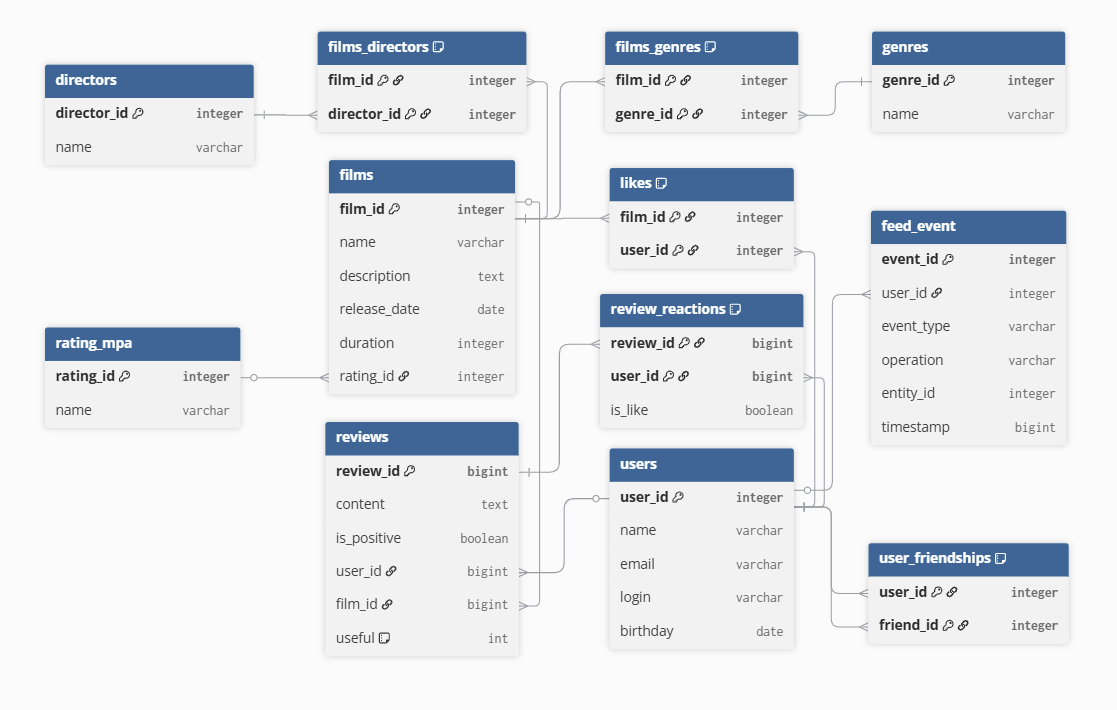 directors
director_id integer
name varchar
films_directors
film_id integer
director_id integer
films_genres
film_id integer
genre_id integer
genres
genre_id integer
name varchar
films
film_id integer
name varchar
description text
release_date date
duration integer
rating_id integer
likes
film_id integer
user_id integer
feed_event
event_id integer
user_id integer
event_type varchar
operation varchar
entity_id integer
timestamp bigint
rating_mpa
rating_id integer
name varchar
review_reactions
review_id bigint
user_id bigint
is_like boolean
reviews
review_id bigint
content text
is_positive boolean
user_id bigint
film_id bigint
useful int
users
user_id integer
name varchar
email varchar
login varchar
birthday date
user_friendships
user_id integer
friend_id integer